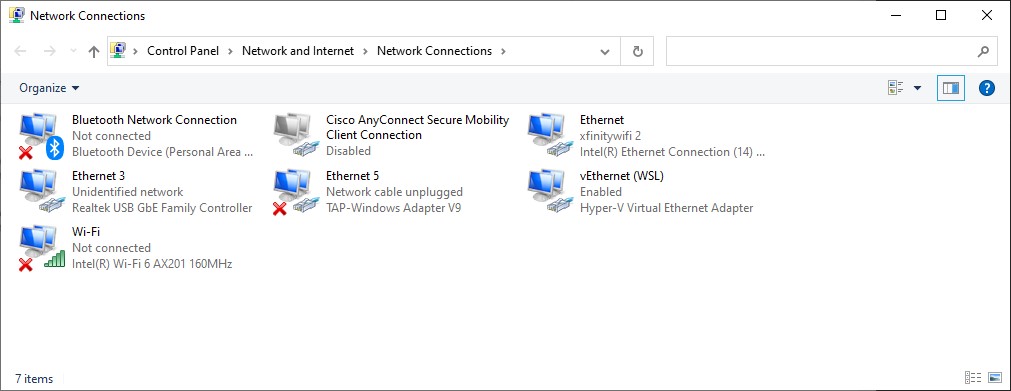 Network Connections
Control Panel > Network and Internet > Network Connections >
Organize
Bluetooth Network Connection
Not connected
Bluetooth Device (Personal Area ...
Cisco AnyConnect Secure Mobility
Client Connection
Disabled
Ethernet
xfinitywifi 2
Intel(R) Ethernet Connection (14) ...
Ethernet 3
Unidentified network
Realtek USB GbE Family Controller
Ethernet 5
Network cable unplugged
TAP-Windows Adapter V9
vEthernet (WSL)
Enabled
Hyper-V Virtual Ethernet Adapter
Wi-Fi
Not connected
Intel(R) Wi-Fi 6 AX201 160MHz
7 items